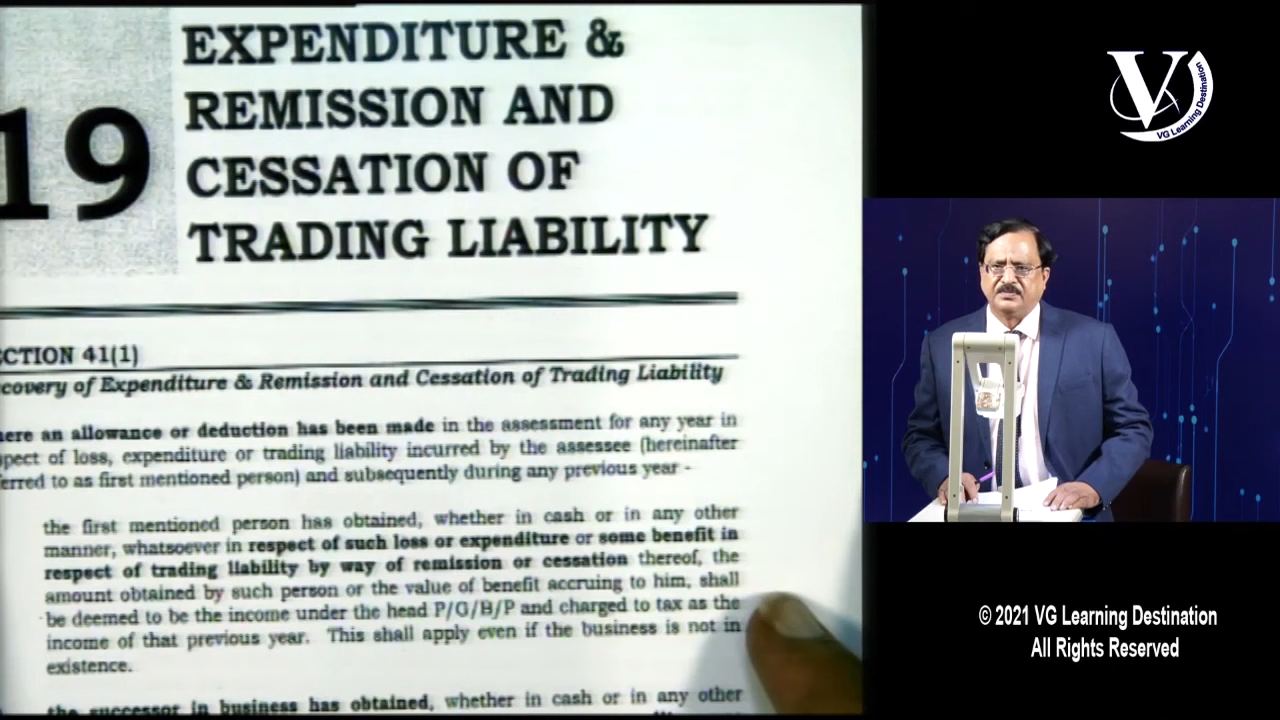 19
EXPENDITURE &
REMISSION AND
CESSATION OF
TRADING LIABILITY
CTION 41(1)
covery of Expenditure & Remission and Cessation of Trading Liability
ere an allowance or deduction has been made in the assessment for any year in
pect of loss, expenditure or trading liability incurred by the assessee (hereinafter
erred to as first mentioned person) and subsequently during any previous year -
the first mentioned person has obtained, whether in cash or in any other
manner, whatsoever in respect of such loss or expenditure or some benefit in
respect of trading liability by way of remission or cessation thereof, the
amount obtained by such person or the value of benefit accruing to him, shall
be deemed to be the income under the head P/G/B/P and charged to tax as the
income of that previous year. This shall apply even if the business is not in
existence.
the successor in business has obtained, whether in cash or in any other
V
VG Learning Destination
© 2021 VG Learning Destination
All Rights Reserved